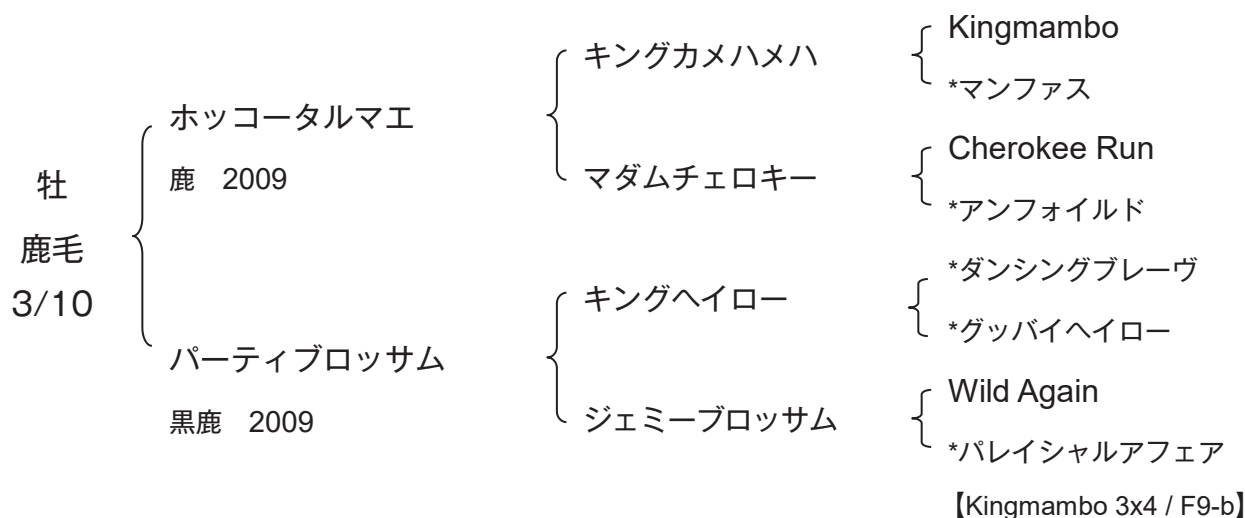 牡
鹿毛
3/10
ホッコータルマエ
鹿 2009
パーティブロッサム
黒鹿 2009
キングカメハメハ
マダムチェロキー
キングヘイロー
ジェミーブロッサム
Kingmambo
*マンファス
Cherokee Run
*アンフォイルド
*ダンシングブレーヴ
*グッバイヘイロー
Wild Again
*パレイシャルアフェア
【Kingmambo 3x4 / F9-b】